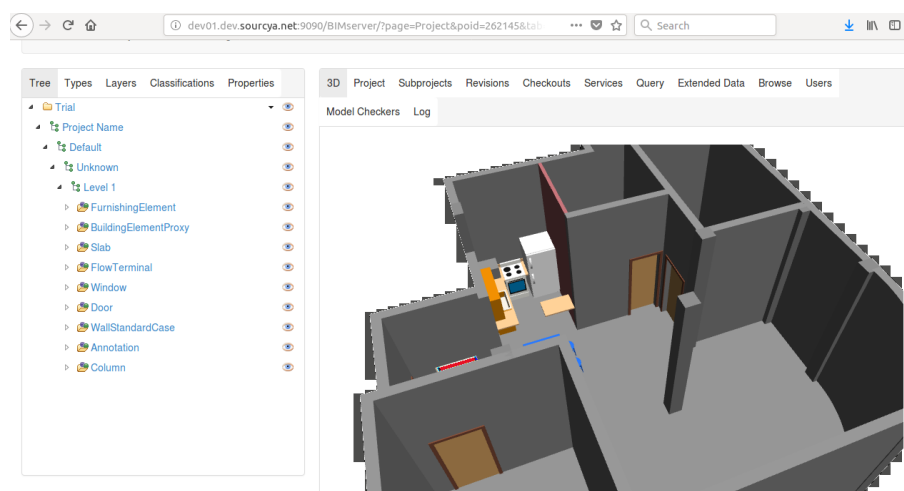 dev01.dev.sourcya.net:9090/BIMserver/?page=Project&poid=262145&tab
Search
Tree Types Layers Classifications Properties
3D Project Subprojects Revisions Checkouts Services Query Extended Data Browse Users
Model Checkers Log
Trial
Project Name
Default
Unknown
Level 1
FurnishingElement
BuildingElementProxy
Slab
FlowTerminal
Window
Door
WallStandardCase
Annotation
Column